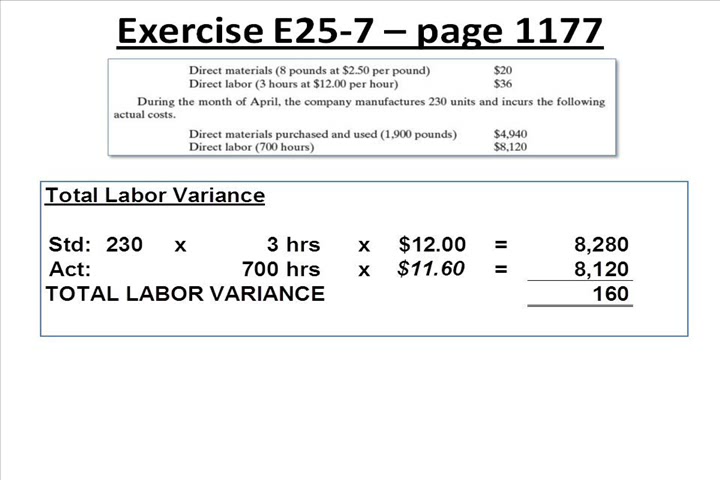 Exercise E25-7 – page 1177
Direct materials (8 pounds at $2.50 per pound) $20
Direct labor (3 hours at $12.00 per hour) $36
During the month of April, the company manufactures 230 units and incurs the following
actual costs.
Direct materials purchased and used (1,900 pounds) $4,940
Direct labor (700 hours) $8,120
Total Labor Variance
Std: 230 x 3 hrs x $12.00 = 8,280
Act: 700 hrs x $11.60 = 8,120
TOTAL LABOR VARIANCE 160